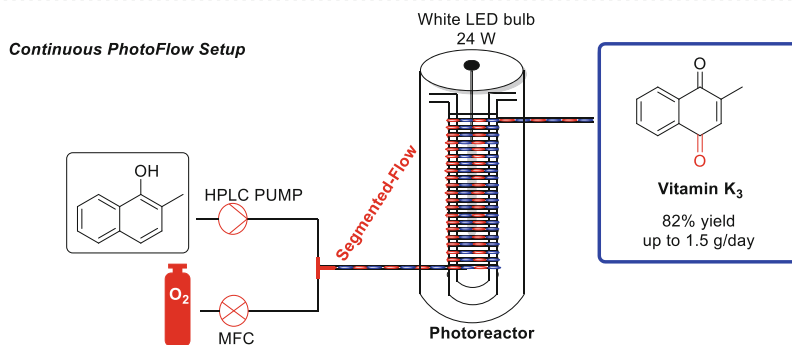 Continuous PhotoFlow Setup
White LED bulb
24 W
OH
HPLC PUMP
Segmented-Flow
O2
MFC
Photoreactor
O
O
Vitamin K3
82% yield
up to 1.5 g/day